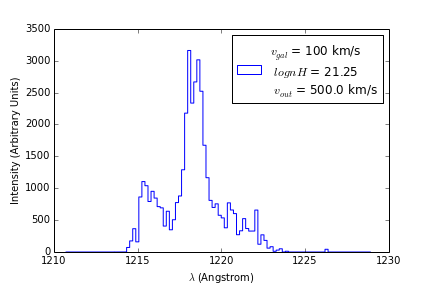 3500
3000
2500
2000
1500
1000
500
0
Intensity (Arbitrary Units)
v_gal = 100 km/s
lognH = 21.25
v_out = 500.0 km/s
1210 1215 1220 1225 1230
λ (Angstrom)